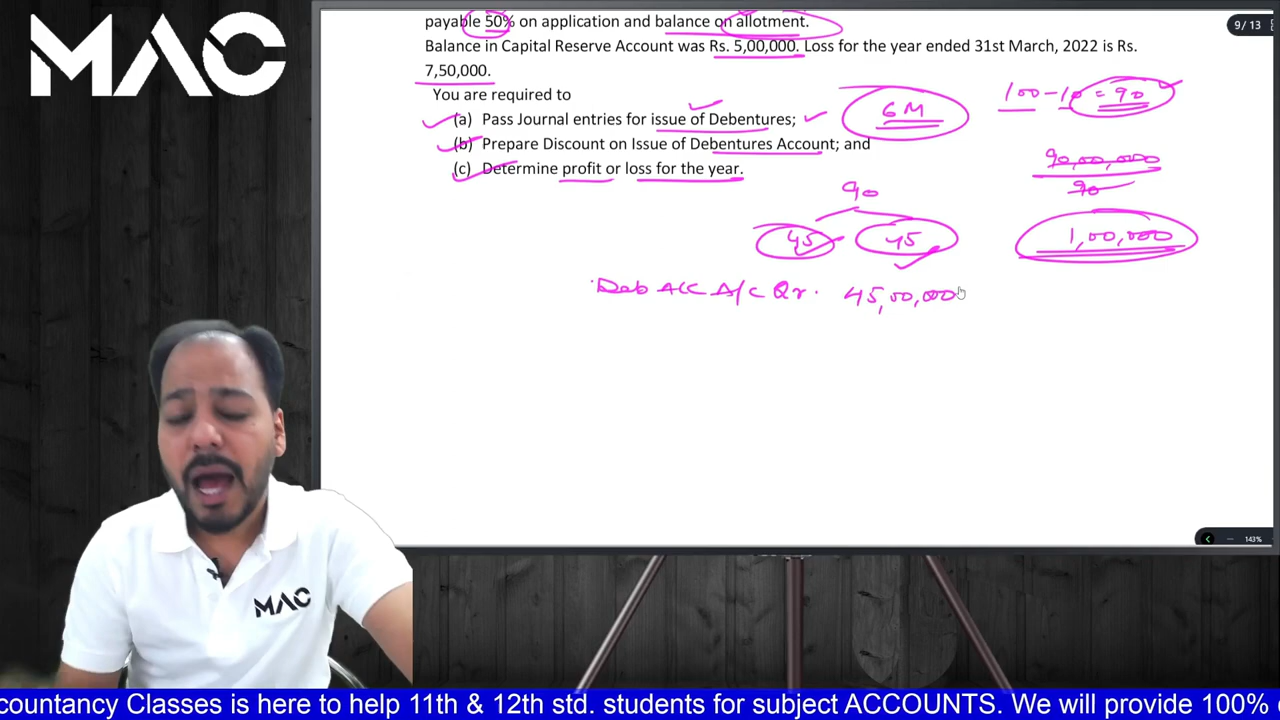 MAC
payable 50% on application and balance on allotment.
Balance in Capital Reserve Account was Rs. 5,00,000. Loss for the year ended 31st March, 2022 is Rs.
7,50,000.
You are required to
(a) Pass Journal entries for issue of Debentures;
(b) Prepare Discount on Issue of Debentures Account; and
(c) Determine profit or loss for the year.
6M
100-10=90
90,00,000
90
1,00,000
90
45 45
Deb All A/c Dr. 45,00,000
9/13
143%
MAC
countancy Classes is here to help 11th & 12th std. students for subject ACCOUNTS. We will provide 100%